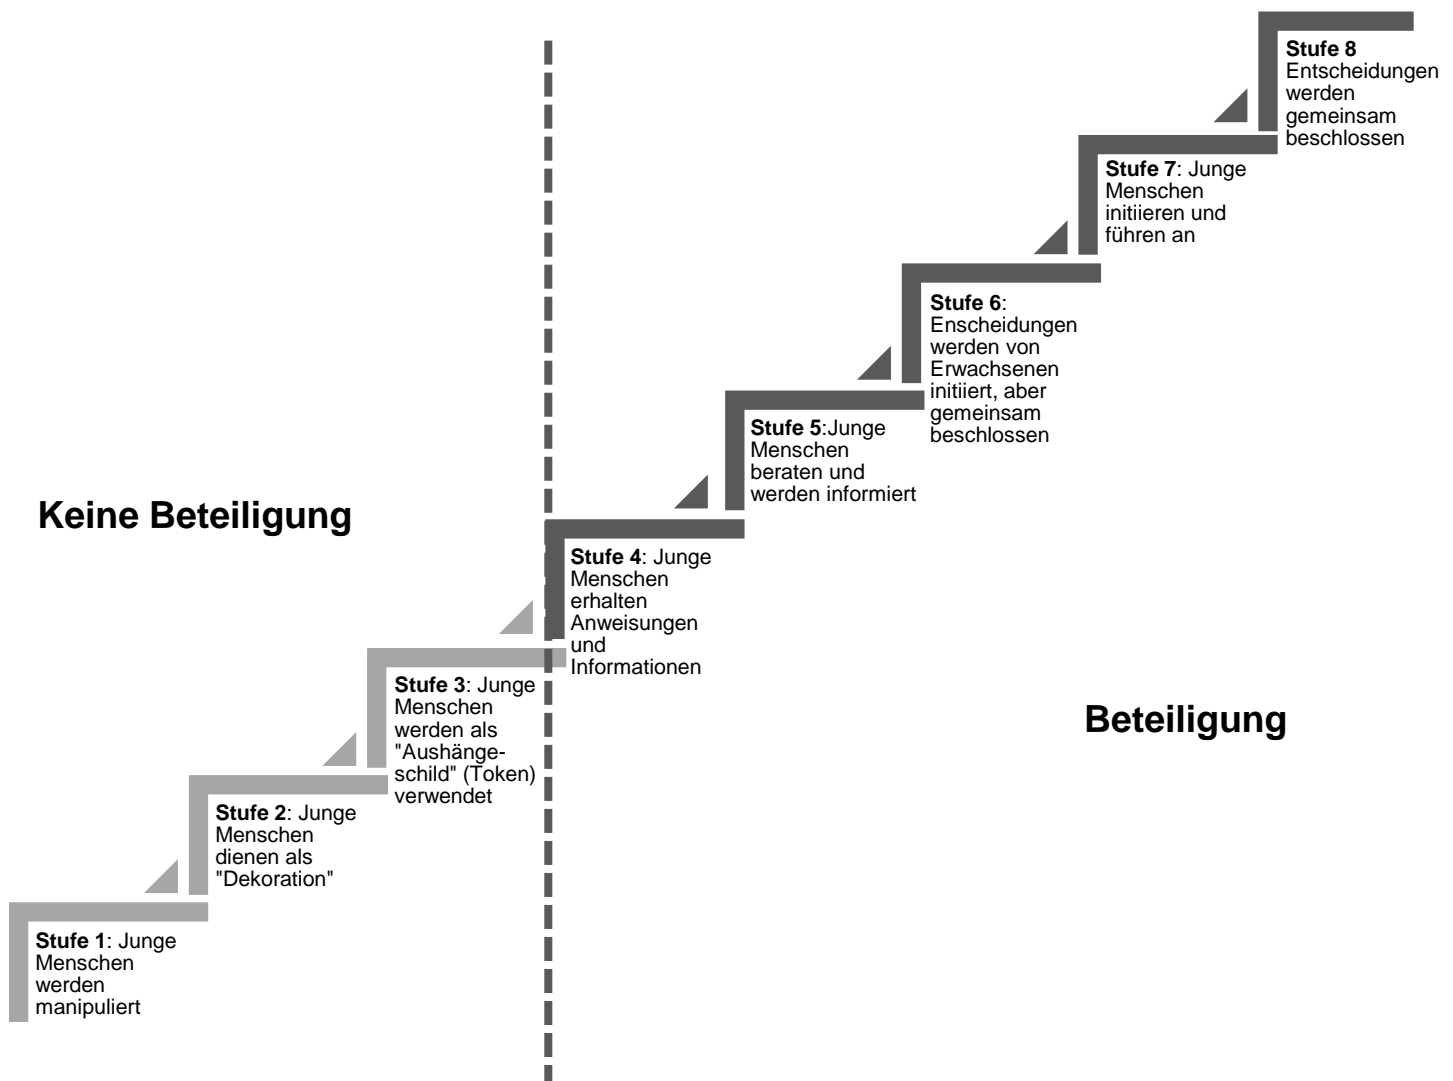 Keine Beteiligung
Stufe 1: Junge
Menschen
werden
manipuliert
Stufe 2: Junge
Menschen
dienen als
"Dekoration"
Stufe 3: Junge
Menschen
werden als
"Aushänge-
schild" (Token)
verwendet
Stufe 4: Junge
Menschen
erhalten
Anweisungen
und
Informationen
Stufe 5:Junge
Menschen
beraten und
werden informiert
Stufe 6:
Enscheidungen
werden von
Erwachsenen
initiiert, aber
gemeinsam
beschlossen
Stufe 7: Junge
Menschen
initiieren und
führen an
Stufe 8
Entscheidungen
werden
gemeinsam
beschlossen
Beteiligung